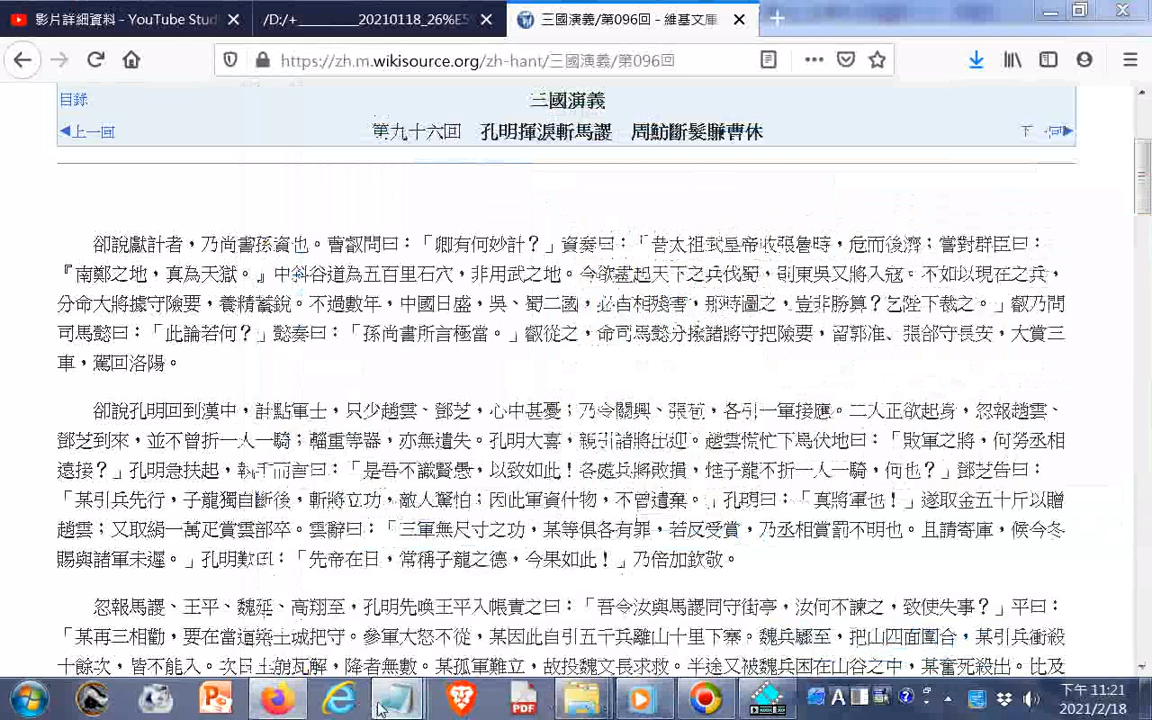 影片詳細資料 - YouTube Stud
/D:/+________20210118_26%E5
三國演義/第096回 - 維基文庫
https://zh.m.wikisource.org/zh-hant/三國演義/第096回
目錄
三國演義
◀上一回
第九十六回 孔明揮淚斬馬謖 周魴斷髮賺曹休
下一回▶
卻說獻計者，乃尚書孫資也。曹叡問曰：「卿有何妙計？」資奏曰：「昔太祖武皇帝收張魯時，危而後濟；嘗對群臣曰：
『南鄭之地，真為天獄。』中斜谷道為五百里石穴，非用武之地。今欲盡起天下之兵伐蜀，則東吳又將入寇。不如以現在之兵，
分命大將據守險要，養精蓄銳。不過數年，中國日盛，吳、蜀二國，必自相殘害，那時圖之，豈非勝算？乞陛下裁之。」叡乃問
司馬懿曰：「此論若何？」懿奏曰：「孫尚書所言極當。」叡從之，命司馬懿分撥諸將守把險要，留郭淮、張郃守長安，大賞三
車，駕回洛陽。
卻說孔明回到漢中，計點軍士，只少趙雲、鄧芝，心中甚憂；乃令關興、張苞，各引一軍接應。二人正欲起身，忽報趙雲、
鄧芝到來，並不曾折一人一騎；輜重等器，亦無遺失。孔明大喜，親引諸將出迎。趙雲慌忙下馬伏地曰：「敗軍之將，何勞丞相
遠接？」孔明急扶起，執手而言曰：「是吾不識賢愚，以致如此！各處兵將敗損，惟子龍不折一人一騎，何也？」鄧芝告曰：
「某引兵先行，子龍獨自斷後，斬將立功，敵人驚怕；因此軍資什物，不曾遺棄。」孔明曰：「真將軍也！」遂取金五十斤以贈
趙雲；又取絹一萬疋賞雲部卒。雲辭曰：「三軍無尺寸之功，某等俱各有罪，若反受賞，乃丞相賞罰不明也。且請寄庫，候今冬
賜與諸軍未遲。」孔明歎曰：「先帝在日，常稱子龍之德，今果如此！」乃倍加欽敬。
忽報馬謖、王平、魏延、高翔至，孔明先喚王平入帳責之曰：「吾令汝與馬謖同守街亭，汝何不諫之，致使失事？」平曰：
「某再三相勸，要在當道築土城把守。參軍大怒不從，某因此自引五千兵離山十里下寨。魏兵驟至，把山四面圍合，某引兵衝殺
十餘次，皆不能入。次日土崩瓦解，降者無數。某孤軍難立，故投魏文長求救。半途又被魏兵困在山谷之中，某奮死殺出。比及
PDF
A
下午 11:21
2021/2/18